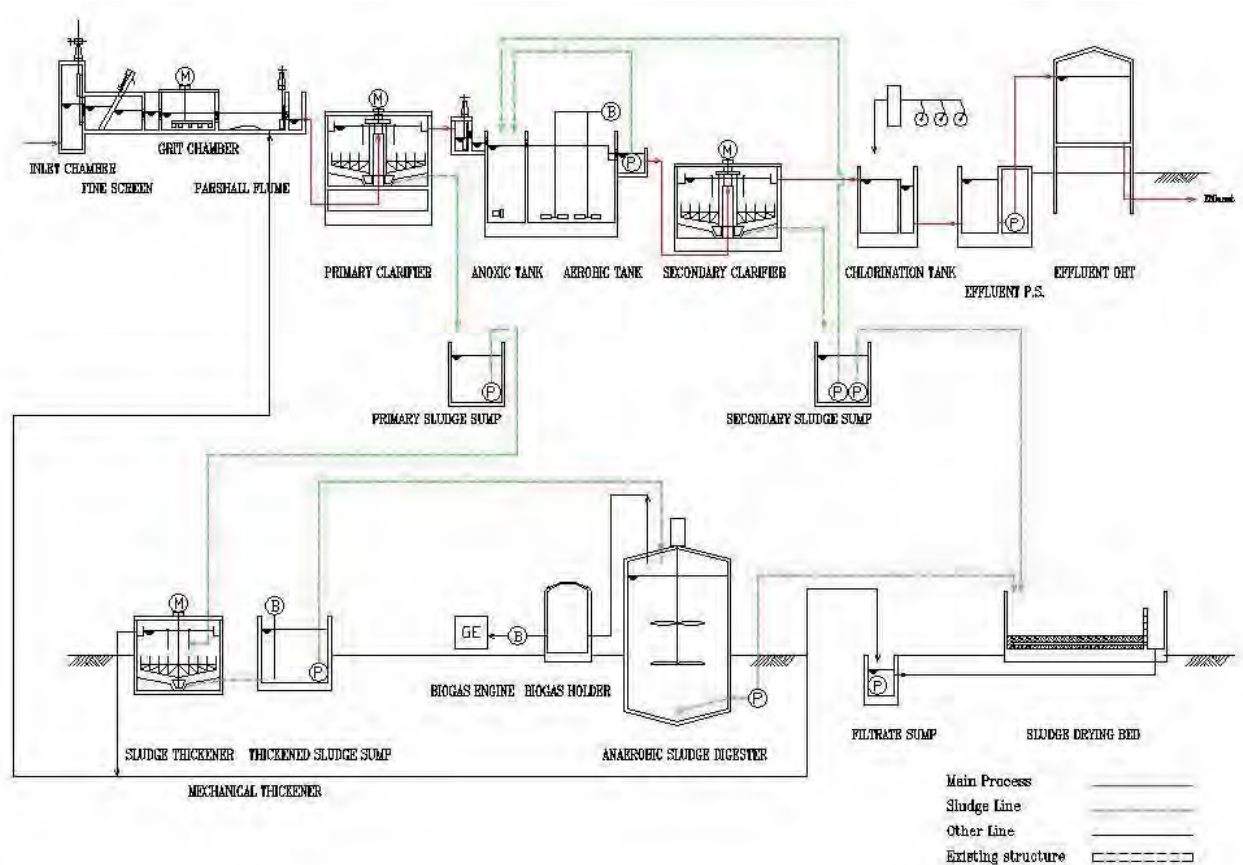 M
GRIT CHAMBER
INLET CHAMBER
FINE SCREEN
PARSHALL FLUME
M
B
P
M
P
Effluent
PRIMARY CLARIFIER
ANOXIC TANK
AEROBIC TANK
SECONDARY CLARIFIER
CHLORINATION TANK
EFFLUENT P.S.
EFFLUENT OHT
P
P P
PRIMARY SLUDGE SUMP
SECONDARY SLUDGE SUMP
M
B
P
GE
B
P
P
BIOGAS ENGINE
BIOGAS HOLDER
SLUDGE THICKENER
THICKENED SLUDGE SUMP
ANAEROBIC SLUDGE DIGESTER
FILTRATE SUMP
SLUDGE DRYING BED
MECHANICAL THICKENER
Main Process
Sludge Line
Other Line
Existing structure